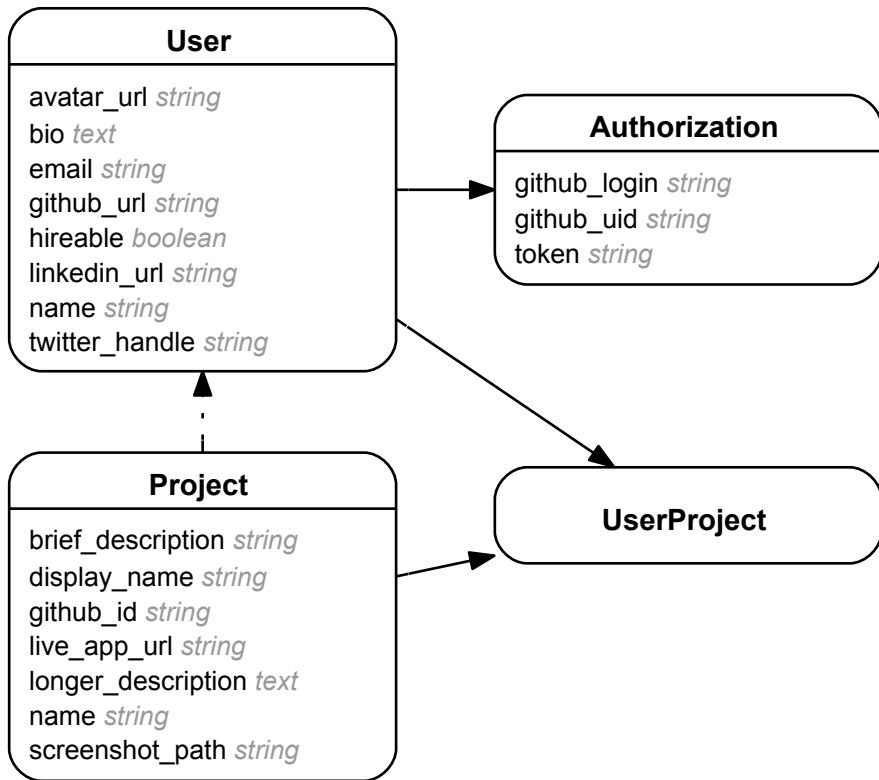 User
avatar_url string
bio text
email string
github_url string
hireable boolean
linkedin_url string
name string
twitter_handle string
Authorization
github_login string
github_uid string
token string
Project
brief_description string
display_name string
github_id string
live_app_url string
longer_description text
name string
screenshot_path string
UserProject